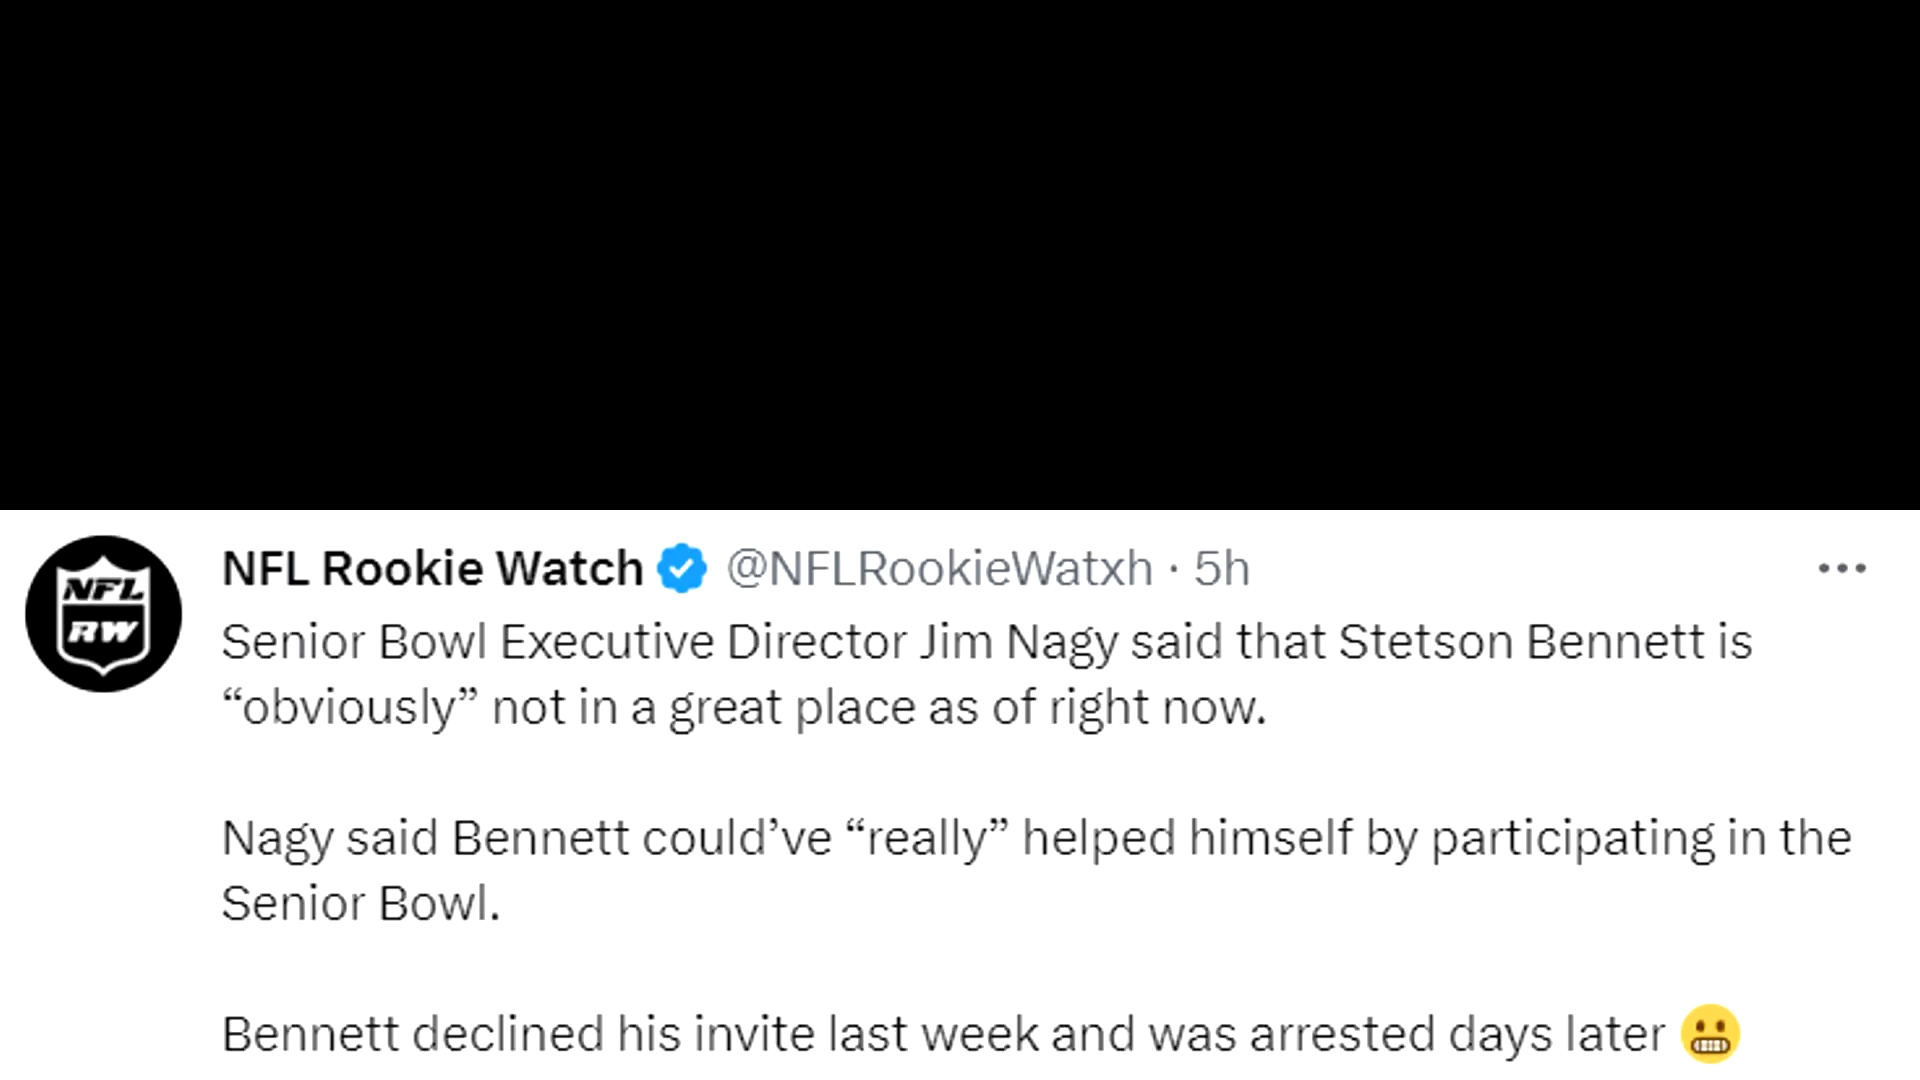 NFL
RW
NFL Rookie Watch @NFLRookieWatxh · 5h
Senior Bowl Executive Director Jim Nagy said that Stetson Bennett is
“obviously” not in a great place as of right now.
Nagy said Bennett could’ve “really” helped himself by participating in the
Senior Bowl.
Bennett declined his invite last week and was arrested days later 😬